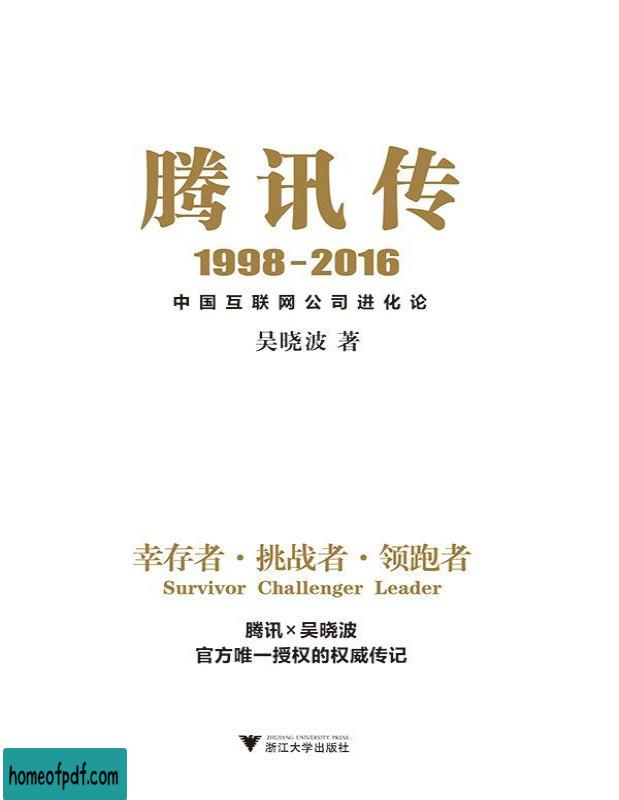 腾讯传
1998-2016
中国互联网公司进化论
吴晓波 著
幸存者·挑战者·领跑者
Survivor Challenger Leader
腾讯×吴晓波
官方唯一授权的权威传记
ZHEJIANG UNIVERSITY PRESS
浙江大学出版社
homeofpdf.com